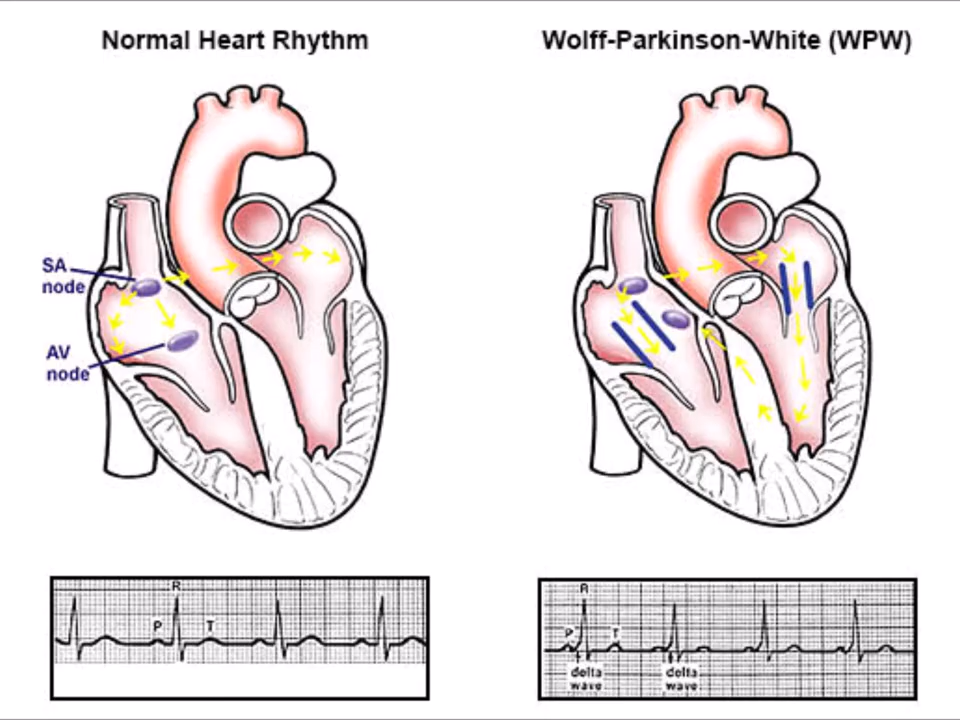 Normal Heart Rhythm
Wolff-Parkinson-White (WPW)
SA
node
AV
node
R
P
T
R
P
T
delta
wave
delta
wave